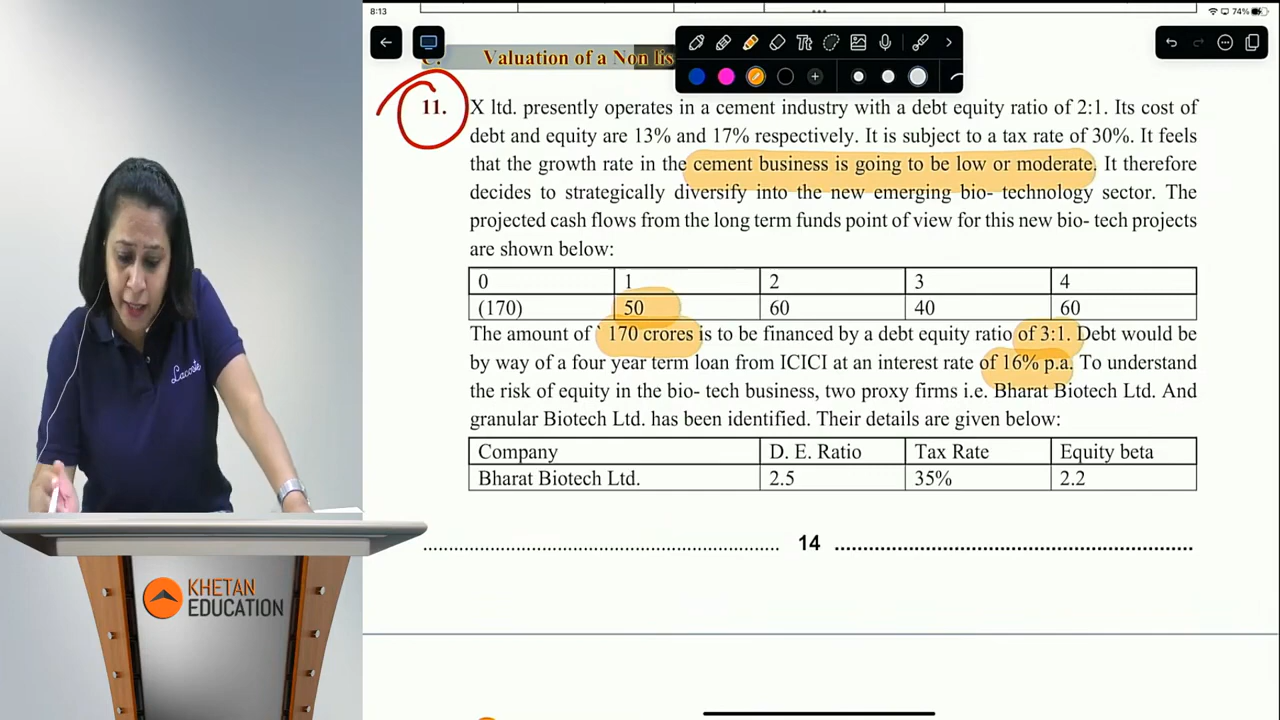 8:13
74%
Valuation of a Non lis
11. X ltd. presently operates in a cement industry with a debt equity ratio of 2:1. Its cost of
debt and equity are 13% and 17% respectively. It is subject to a tax rate of 30%. It feels
that the growth rate in the cement business is going to be low or moderate. It therefore
decides to strategically diversify into the new emerging bio- technology sector. The
projected cash flows from the long term funds point of view for this new bio- tech projects
are shown below:
0 1 2 3 4
(170) 50 60 40 60
The amount of ` 170 crores is to be financed by a debt equity ratio of 3:1. Debt would be
by way of a four year term loan from ICICI at an interest rate of 16% p.a. To understand
the risk of equity in the bio- tech business, two proxy firms i.e. Bharat Biotech Ltd. And
granular Biotech Ltd. has been identified. Their details are given below:
Company D. E. Ratio Tax Rate Equity beta
Bharat Biotech Ltd. 2.5 35% 2.2
14
Lacoste
KHETAN
EDUCATION